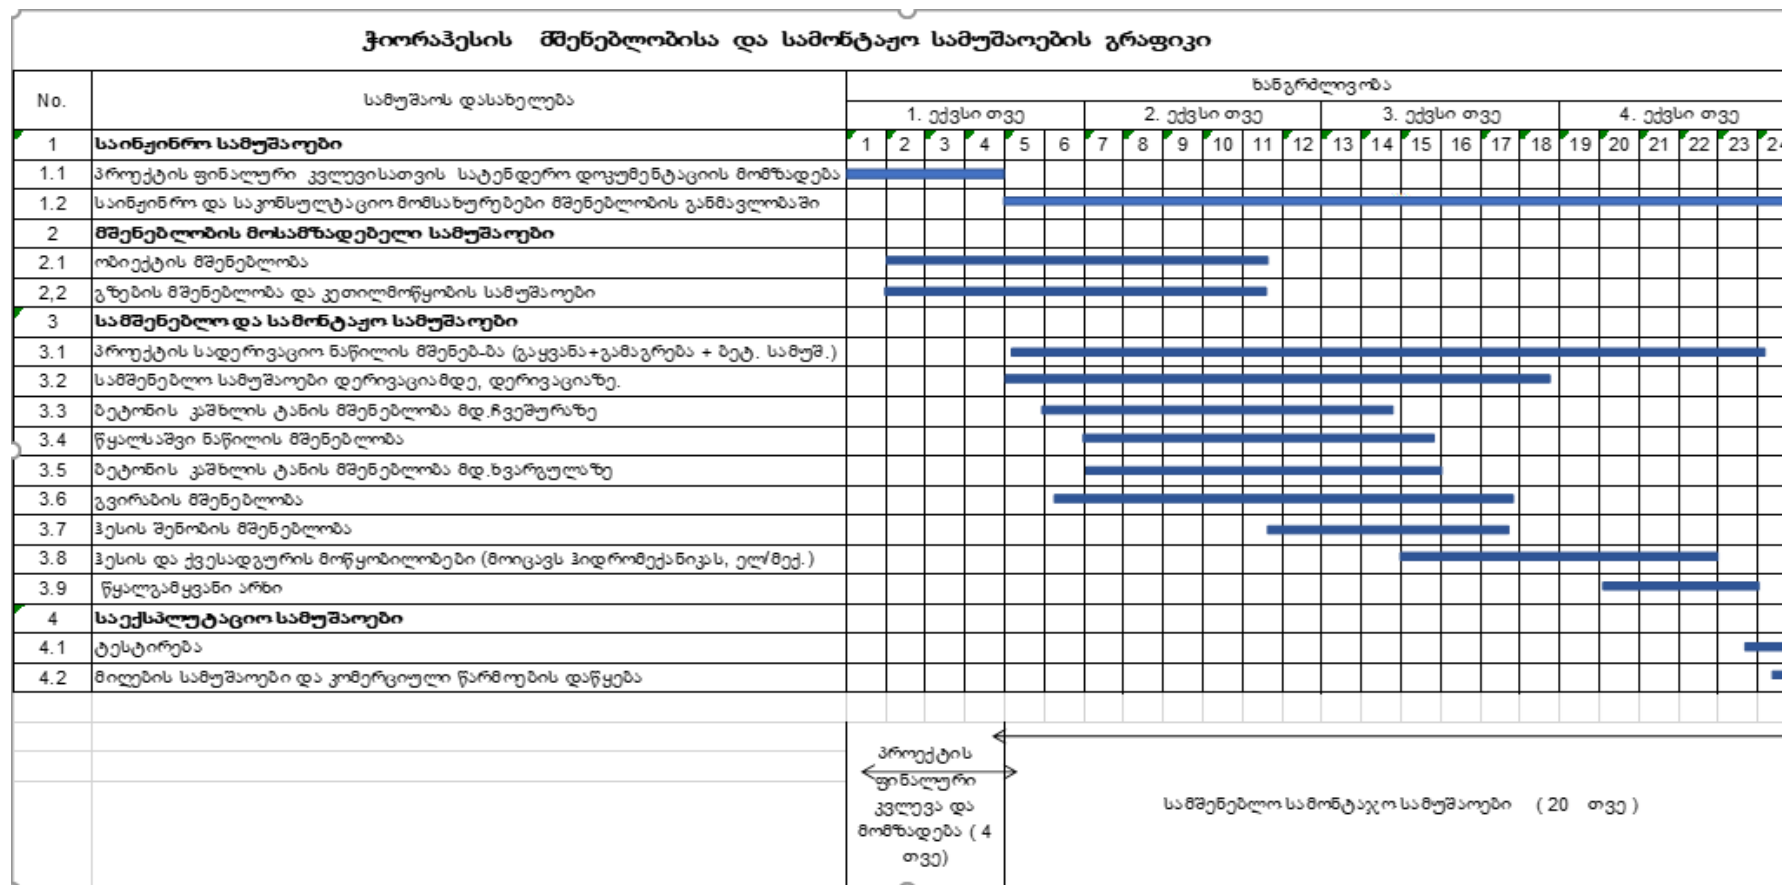 ჭიორაჰესის მშენებლობისა და სამონტაჟო სამუშაოების გრაფიკი
No. სამუშაოს დასახელება ხანგრძლივობა
1. ექვსი თვე 2. ექვსი თვე 3. ექვსი თვე 4. ექვსი თვე
1 საინჟინრო სამუშაოები 1 2 3 4 5 6 7 8 9 10 11 12 13 14 15 16 17 18 19 20 21 22 23 24
1.1 პროექტის ფინალური კვლევისათვის სატენდერო დოკუმენტაციის მომზადება
1.2 საინჟინრო და საკონსულტაციო მომსახურებები მშენებლობის განმავლობაში
2 მშენებლობის მოსამზადებელი სამუშაოები
2.1 ობიექტის მშენებლობა
2,2 გზების მშენებლობა და კეთილმოწყობის სამუშაოები
3 სამშენებლო და სამონტაჟო სამუშაოები
3.1 პროექტის სადერივაციო ნაწილის მშენებ-ბა (გაყვანა+გამაგრება + ბეტ. სამუშ.)
3.2 სამშენებლო სამუშაოები დერივაციამდე, დერივაციაზე.
3.3 ბეტონის კაშხლის ტანის მშენებლობა მდ.ჩვეშურაზე
3.4 წყალსაშვი ნაწილის მშენებლობა
3.5 ბეტონის კაშხლის ტანის მშენებლობა მდ.ხვარგულაზე
3.6 გვირაბის მშენებლობა
3.7 ჰესის შენობის მშენებლობა
3.8 ჰესის და ქვესადგურის მოწყობილობები (მოიცავს ჰიდრომექანიკას, ელ/მექ.)
3.9 წყალგამყვანი არხი
4 საექსპლუტაციო სამუშაოები
4.1 ტესტირება
4.2 მიღების სამუშაოები და კომერციული წარმოების დაწყება
პროექტის
ფინალური
კვლევა და
მომზადება ( 4
თვე)
სამშენებლო სამონტაჯო სამუშაოები ( 20 თვე )